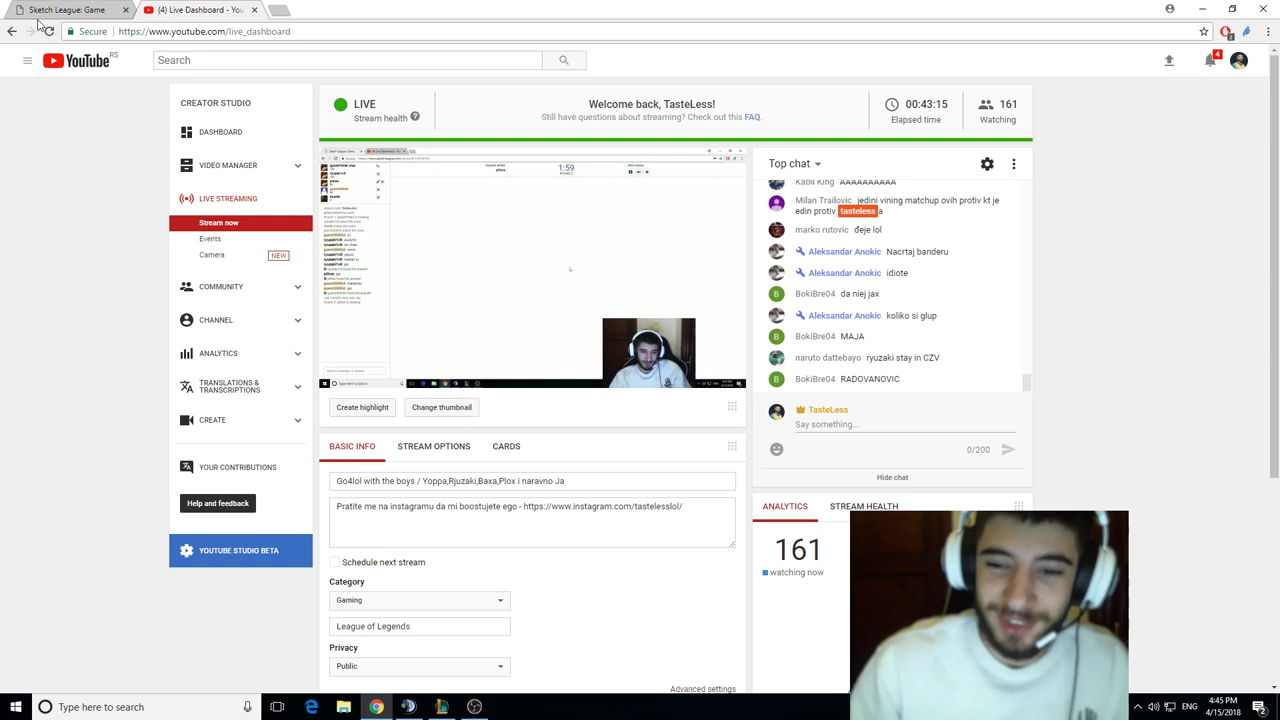 Sketch League: Game
(4) Live Dashboard - You
Secure
https://www.youtube.com/live_dashboard
2
YouTube RS
Search
4
CREATOR STUDIO
DASHBOARD
VIDEO MANAGER
LIVE STREAMING
Stream now
Events
Camera
NEW
COMMUNITY
CHANNEL
ANALYTICS
TRANSLATIONS &
TRANSCRIPTIONS
CREATE
YOUR CONTRIBUTIONS
Help and feedback
YOUTUBE STUDIO BETA
LIVE
Stream health
Welcome back, TasteLess!
Still have questions about streaming? Check out this FAQ.
00:43:15
Elapsed time
161
Watching
1:59
Create highlight
Change thumbnail
BASIC INFO
STREAM OPTIONS
CARDS
Go4lol with the boys / Yoppa,Rjuzaki,Baxa,Plox i naravno Ja
Pratite me na instagramu da mi boostujete ego - https://www.instagram.com/tastelesslol/
Schedule next stream
Category
Gaming
League of Legends
Privacy
Public
Advanced settings
Top chat
Kabil King AAAAAAAAAA
Milan Trailovic jedini vining matchup ovih protiv kt je
edin protiv tasteless e
marko rutovic deje lol
Aleksandar Anokic nacrtaj banderu
Aleksandar Anokic idiote
BokiBre04 da niej jax
Aleksandar Anokic koliko si glup
BokiBre04 MAJA
naruto dattebayo ryuzaki stay in CZV
BokiBre04 RADOVANOVIC
TasteLess
Say something...
0/200
Hide chat
ANALYTICS
STREAM HEALTH
161
watching now
Type here to search
ENG
4:45 PM
4/15/2018
2